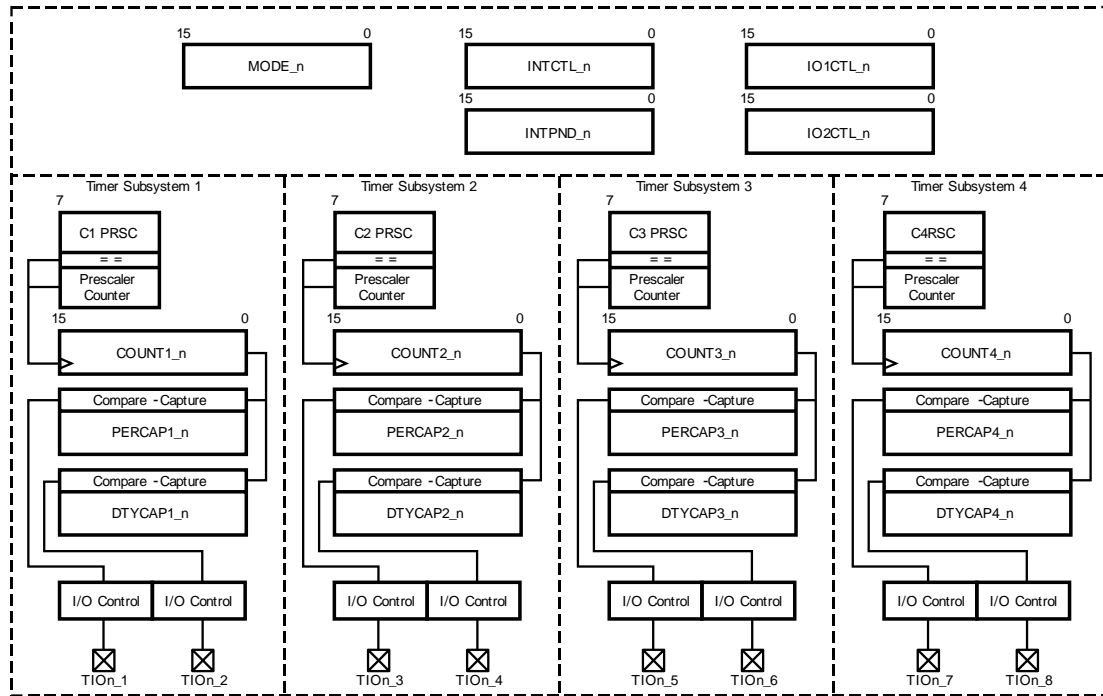 15 0
MODE_n
15 0
INTCTL_n
15 0
INTPND_n
15 0
IO1CTL_n
15 0
IO2CTL_n
Timer Subsystem 1
7
C1 PRSC
= =
Prescaler
Counter
15 0
COUNT1_n
Compare - Capture
PERCAP1_n
Compare - Capture
DTYCAP1_n
I/O Control I/O Control
TIOn_1 TIOn_2
Timer Subsystem 2
7
C2 PRSC
= =
Prescaler
Counter
15 0
COUNT2_n
Compare - Capture
PERCAP2_n
Compare - Capture
DTYCAP2_n
I/O Control I/O Control
TIOn_3 TIOn_4
Timer Subsystem 3
7
C3 PRSC
= =
Prescaler
Counter
15 0
COUNT3_n
Compare -Capture
PERCAP3_n
Compare -Capture
DTYCAP3_n
I/O Control I/O Control
TIOn_5 TIOn_6
Timer Subsystem 4
7
C4RSC
= =
Prescaler
Counter
15 0
COUNT4_n
Compare -Capture
PERCAP4_n
Compare -Capture
DTYCAP4_n
I/O Control I/O Control
TIOn_7 TIOn_8